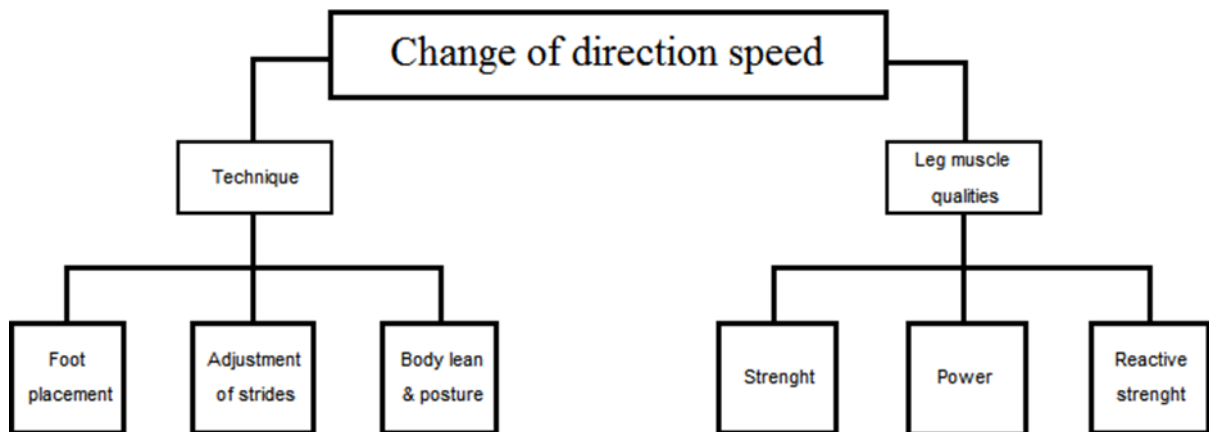 Change of direction speed
Technique
Leg muscle
qualities
Foot
placement
Adjustment
of strides
Body lean
& posture
Strenght
Power
Reactive
strenght